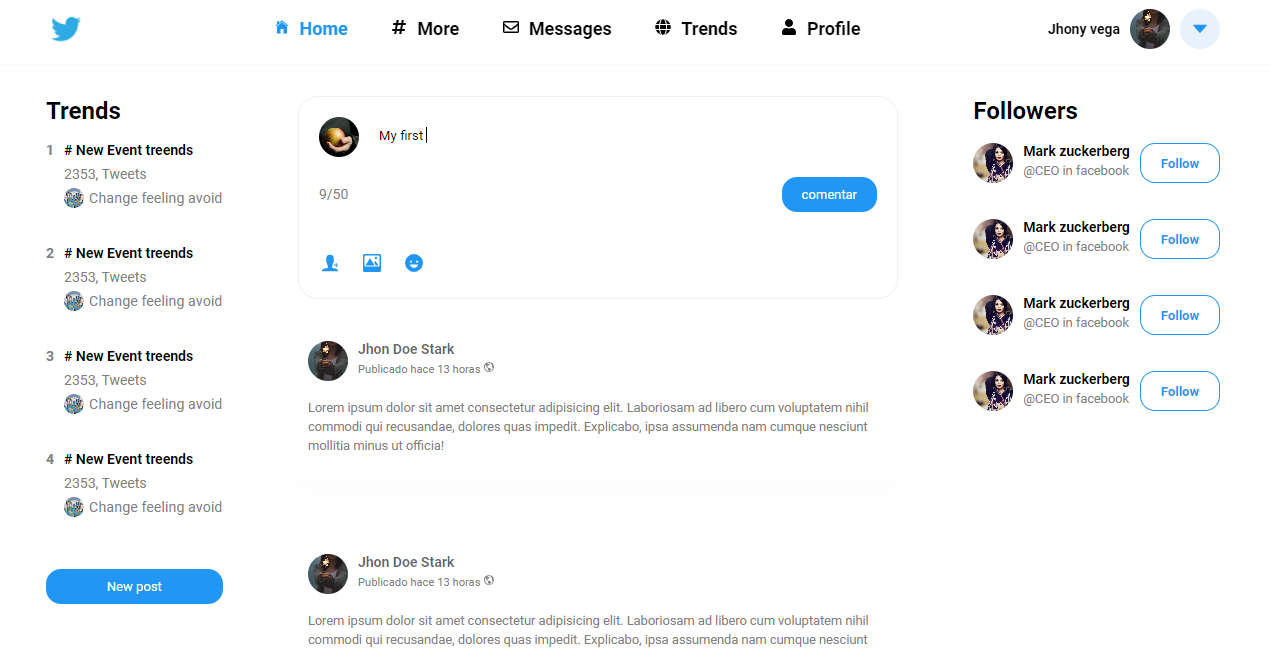 Home
# More
Messages
Trends
Profile
Jhony vega
Trends
1 # New Event treends
2353, Tweets
Change feeling avoid
2 # New Event treends
2353, Tweets
Change feeling avoid
3 # New Event treends
2353, Tweets
Change feeling avoid
4 # New Event treends
2353, Tweets
Change feeling avoid
New post
My first
9/50
comentar
Jhon Doe Stark
Publicado hace 13 horas
Lorem ipsum dolor sit amet consectetur adipisicing elit. Laboriosam ad libero cum voluptatem nihil
commodi qui recusandae, dolores quas impedit. Explicabo, ipsa assumenda nam cumque nesciunt
mollitia minus ut officia!
Jhon Doe Stark
Publicado hace 13 horas
Lorem ipsum dolor sit amet consectetur adipisicing elit. Laboriosam ad libero cum voluptatem nihil
commodi qui recusandae, dolores quas impedit. Explicabo, ipsa assumenda nam cumque nesciunt
Followers
Mark zuckerberg
@CEO in facebook
Follow
Mark zuckerberg
@CEO in facebook
Follow
Mark zuckerberg
@CEO in facebook
Follow
Mark zuckerberg
@CEO in facebook
Follow